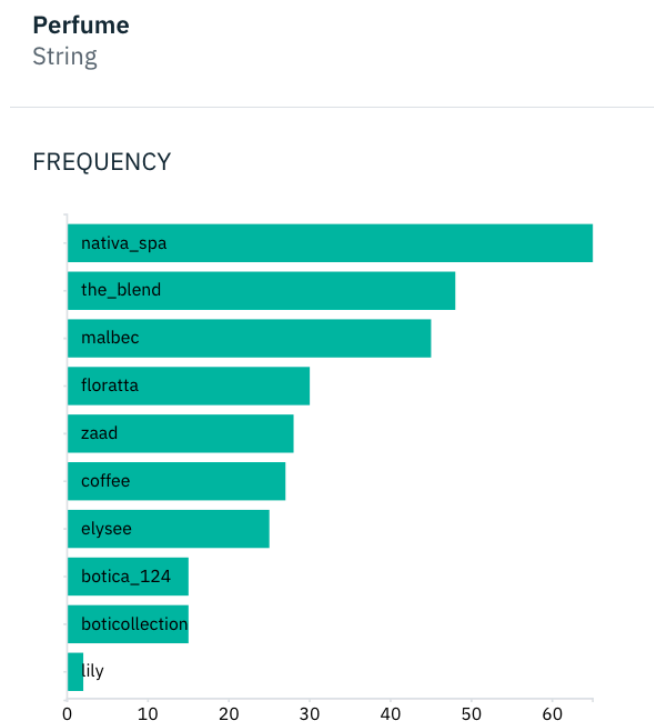 Perfume
String
FREQUENCY
nativa_spa
the_blend
malbec
floratta
zaad
coffee
elysee
botica_124
boticollection
lily
0 10 20 30 40 50 60